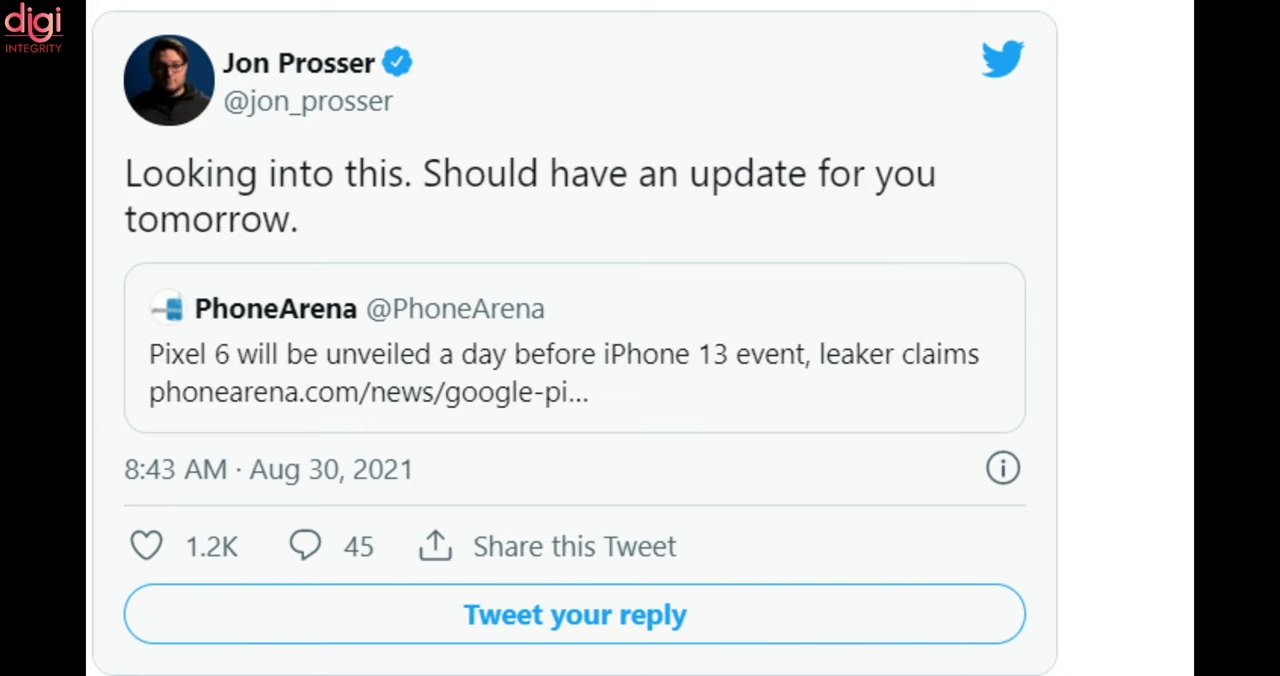 digi
INTEGRITY
Jon Prosser
@jon_prosser
Looking into this. Should have an update for you
tomorrow.
PhoneArena @PhoneArena
Pixel 6 will be unveiled a day before iPhone 13 event, leaker claims
phonearena.com/news/google-pi...
8:43 AM · Aug 30, 2021
1.2K 45 Share this Tweet
Tweet your reply